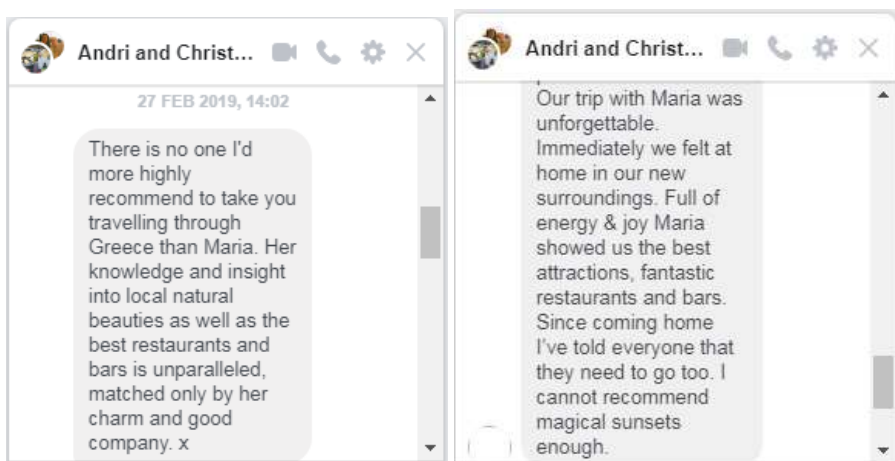 Andri and Christ...
27 FEB 2019, 14:02
There is no one I'd
more highly
recommend to take you
travelling through
Greece than Maria. Her
knowledge and insight
into local natural
beauties as well as the
best restaurants and
bars is unparalleled,
matched only by her
charm and good
company. x
Andri and Christ...
Our trip with Maria was
unforgettable.
Immediately we felt at
home in our new
surroundings. Full of
energy & joy Maria
showed us the best
attractions, fantastic
restaurants and bars.
Since coming home
I've told everyone that
they need to go too. I
cannot recommend
magical sunsets
enough.